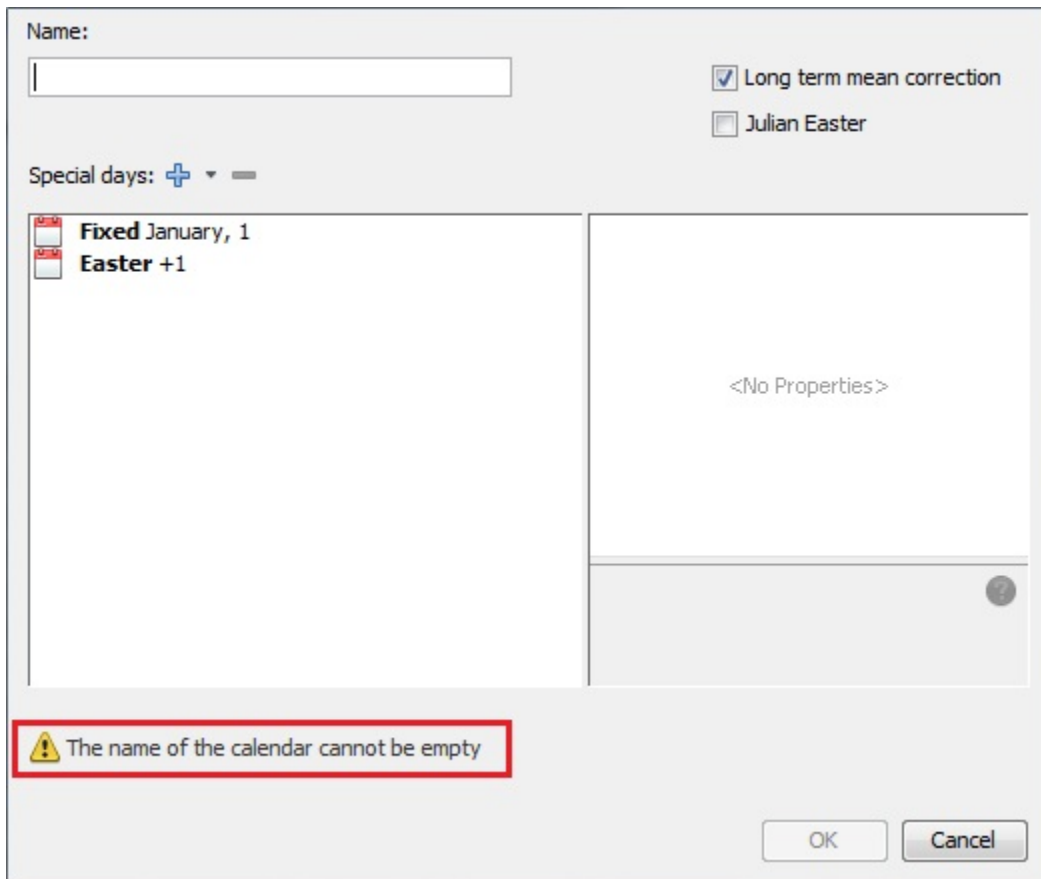 Name:
Long term mean correction
Julian Easter
Special days:
Fixed January, 1
Easter +1
<No Properties>
?
The name of the calendar cannot be empty
OK
Cancel